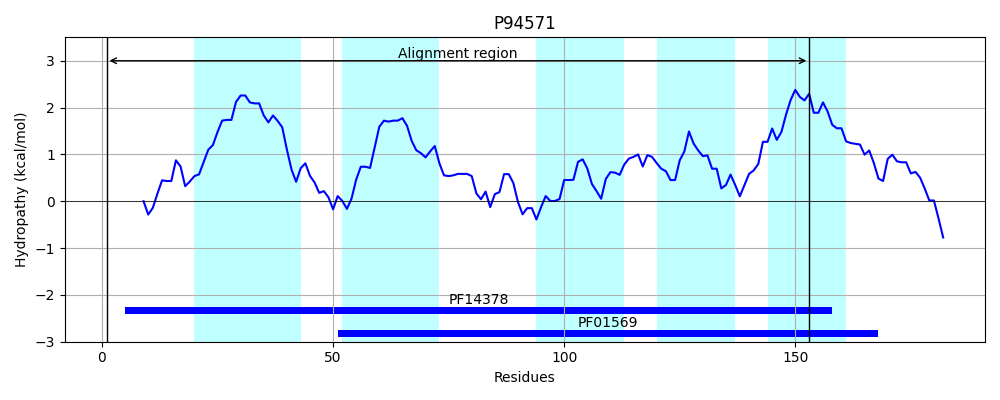 P94571
Alignment region
Hydropathy (kcal/mol)
3
2
1
0
−1
−2
−3
PF14378
PF01569
0
50
100
150
Residues